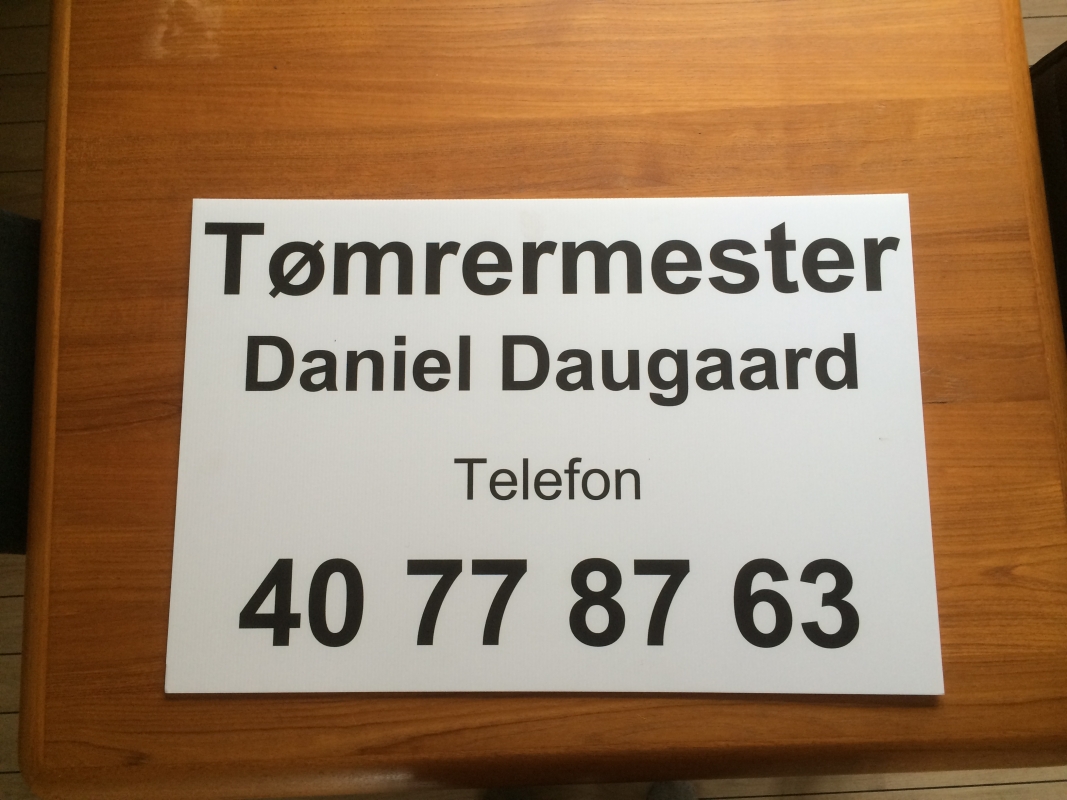 Tømrermester
Daniel Daugaard
Telefon
40 77 87 63